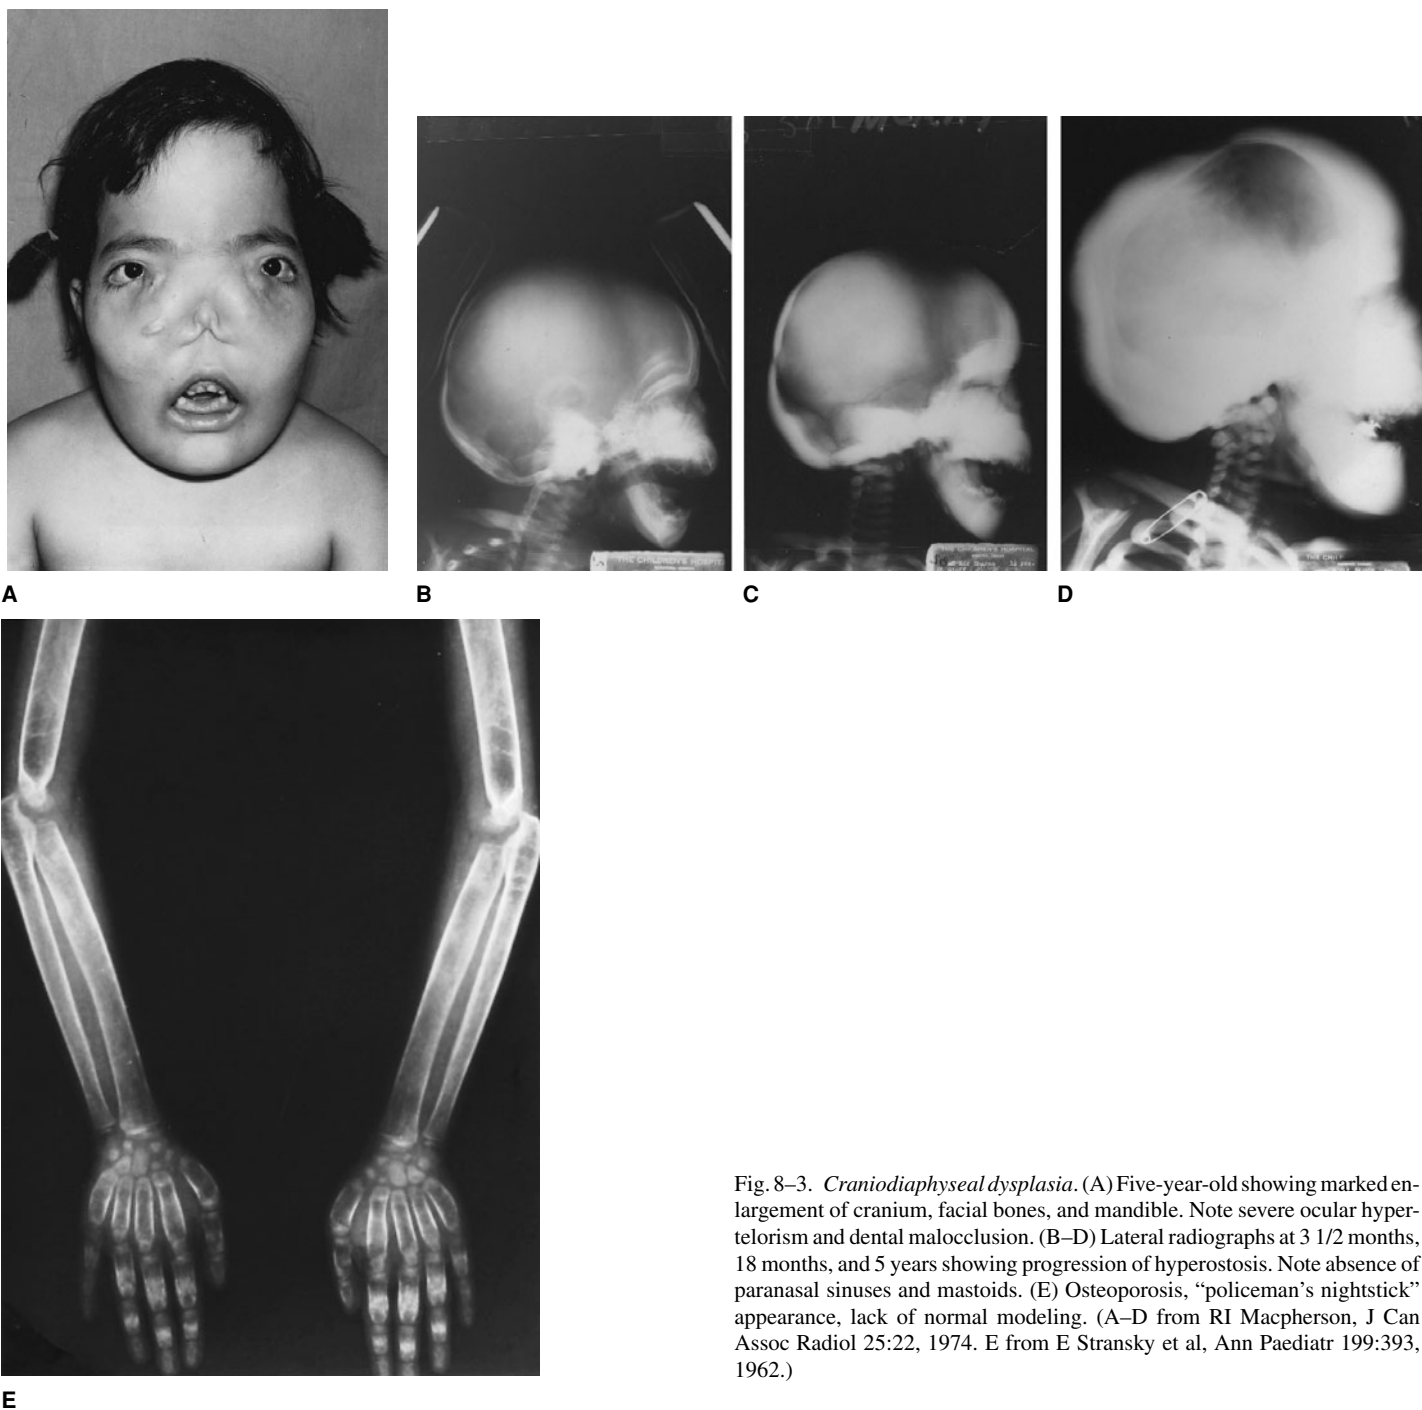 A
B
C
D
THE CHILDREN'S HOSPITAL
E
Fig. 8–3. Craniodiaphyseal dysplasia. (A) Five-year-old showing marked en-
largement of cranium, facial bones, and mandible. Note severe ocular hyper-
telorism and dental malocclusion. (B–D) Lateral radiographs at 3 1/2 months,
18 months, and 5 years showing progression of hyperostosis. Note absence of
paranasal sinuses and mastoids. (E) Osteoporosis, “policeman’s nightstick”
appearance, lack of normal modeling. (A–D from RI Macpherson, J Can
Assoc Radiol 25:22, 1974. E from E Stransky et al, Ann Paediatr 199:393,
1962.)